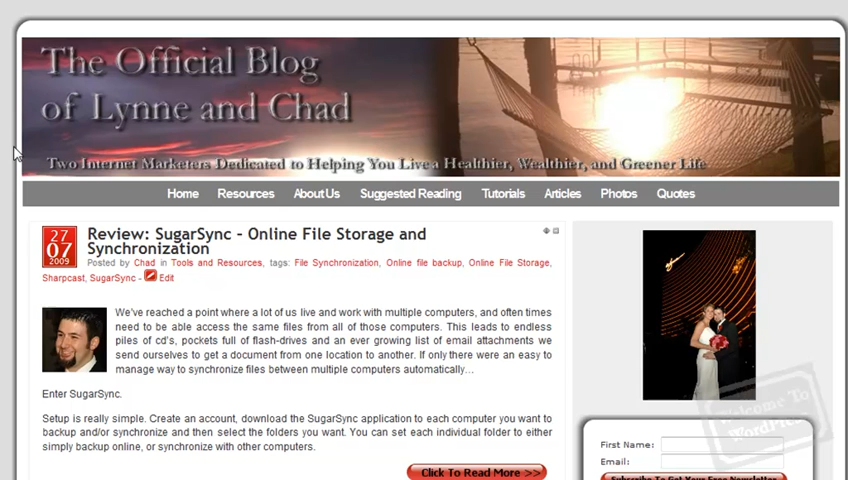 The Official Blog
of Lynne and Chad
Two Internet Marketers Dedicated to Helping You Live a Healthier, Wealthier, and Greener Life
Home Resources About Us Suggested Reading Tutorials Articles Photos Quotes
27
07
2009
Review: SugarSync - Online File Storage and
Synchronization
Posted by Chad in Tools and Resources, tags: File Synchronization, Online file backup, Online File Storage,
Sharpcast, SugarSync - Edit
We've reached a point where a lot of us live and work with multiple computers, and often times
need to be able access the same files from all of those computers. This leads to endless
piles of cd's, pockets full of flash-drives and an ever growing list of email attachments we
send ourselves to get a document from one location to another. If only there were an easy to
manage way to synchronize files between multiple computers automatically...
Enter SugarSync.
Setup is really simple. Create an account, download the SugarSync application to each computer you want to
backup and/or synchronize and then select the folders you want. You can set each individual folder to either
simply backup online, or synchronize with other computers.
Click To Read More >>
First Name:
Email:
Subscribe To Get Your Free Newsletter
Welcome To